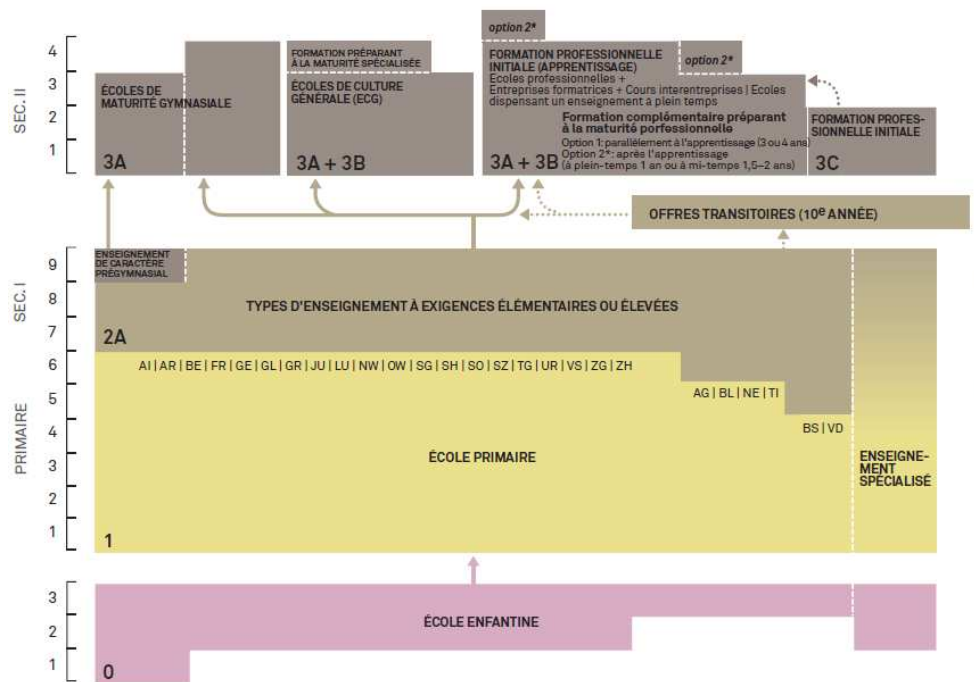 option 2*
4
3
2
1
SEC. II
ÉCOLES DE
MATURITÉ GYMNASIALE
3A
FORMATION PRÉPARANT
À LA MATURITÉ SPÉCIALISÉE
ÉCOLES DE CULTURE
GÉNÉRALE (ECG)
3A + 3B
FORMATION PROFESSIONNELLE
INITIALE (APPRENTISSAGE)
Ecoles professionnelles +
Entreprises formatrices + Cours interentreprises | Ecoles
dispensant un enseignement à plein temps
option 2*
Formation complémentaire préparant
à la maturité porfessionnelle
Option 1: parallèlement à l'apprentissage (3 ou 4 ans)
Option 2*: après l'apprentissage
(à plein-temps 1 an ou à mi-temps 1,5–2 ans)
3A + 3B
FORMATION PROFES-
SIONNELLE INITIALE
3C
OFFRES TRANSITOIRES (10e ANNÉE)
9
8
7
SEC. I
ENSEIGNEMENT
DE CARACTÈRE
PRÉGYMNASIAL
TYPES D'ENSEIGNEMENT À EXIGENCES ÉLÉMENTAIRES OU ÉLEVÉES
2A
6
5
4
3
2
1
PRIMAIRE
AI | AR | BE | FR | GE | GL | GR | JU | LU | NW | OW | SG | SH | SO | SZ | TG | UR | VS | ZG | ZH
AG | BL | NE | TI
BS | VD
ÉCOLE PRIMAIRE
ENSEIGNE-
MENT
SPÉCIALISÉ
1
3
2
1
ÉCOLE ENFANTINE
0